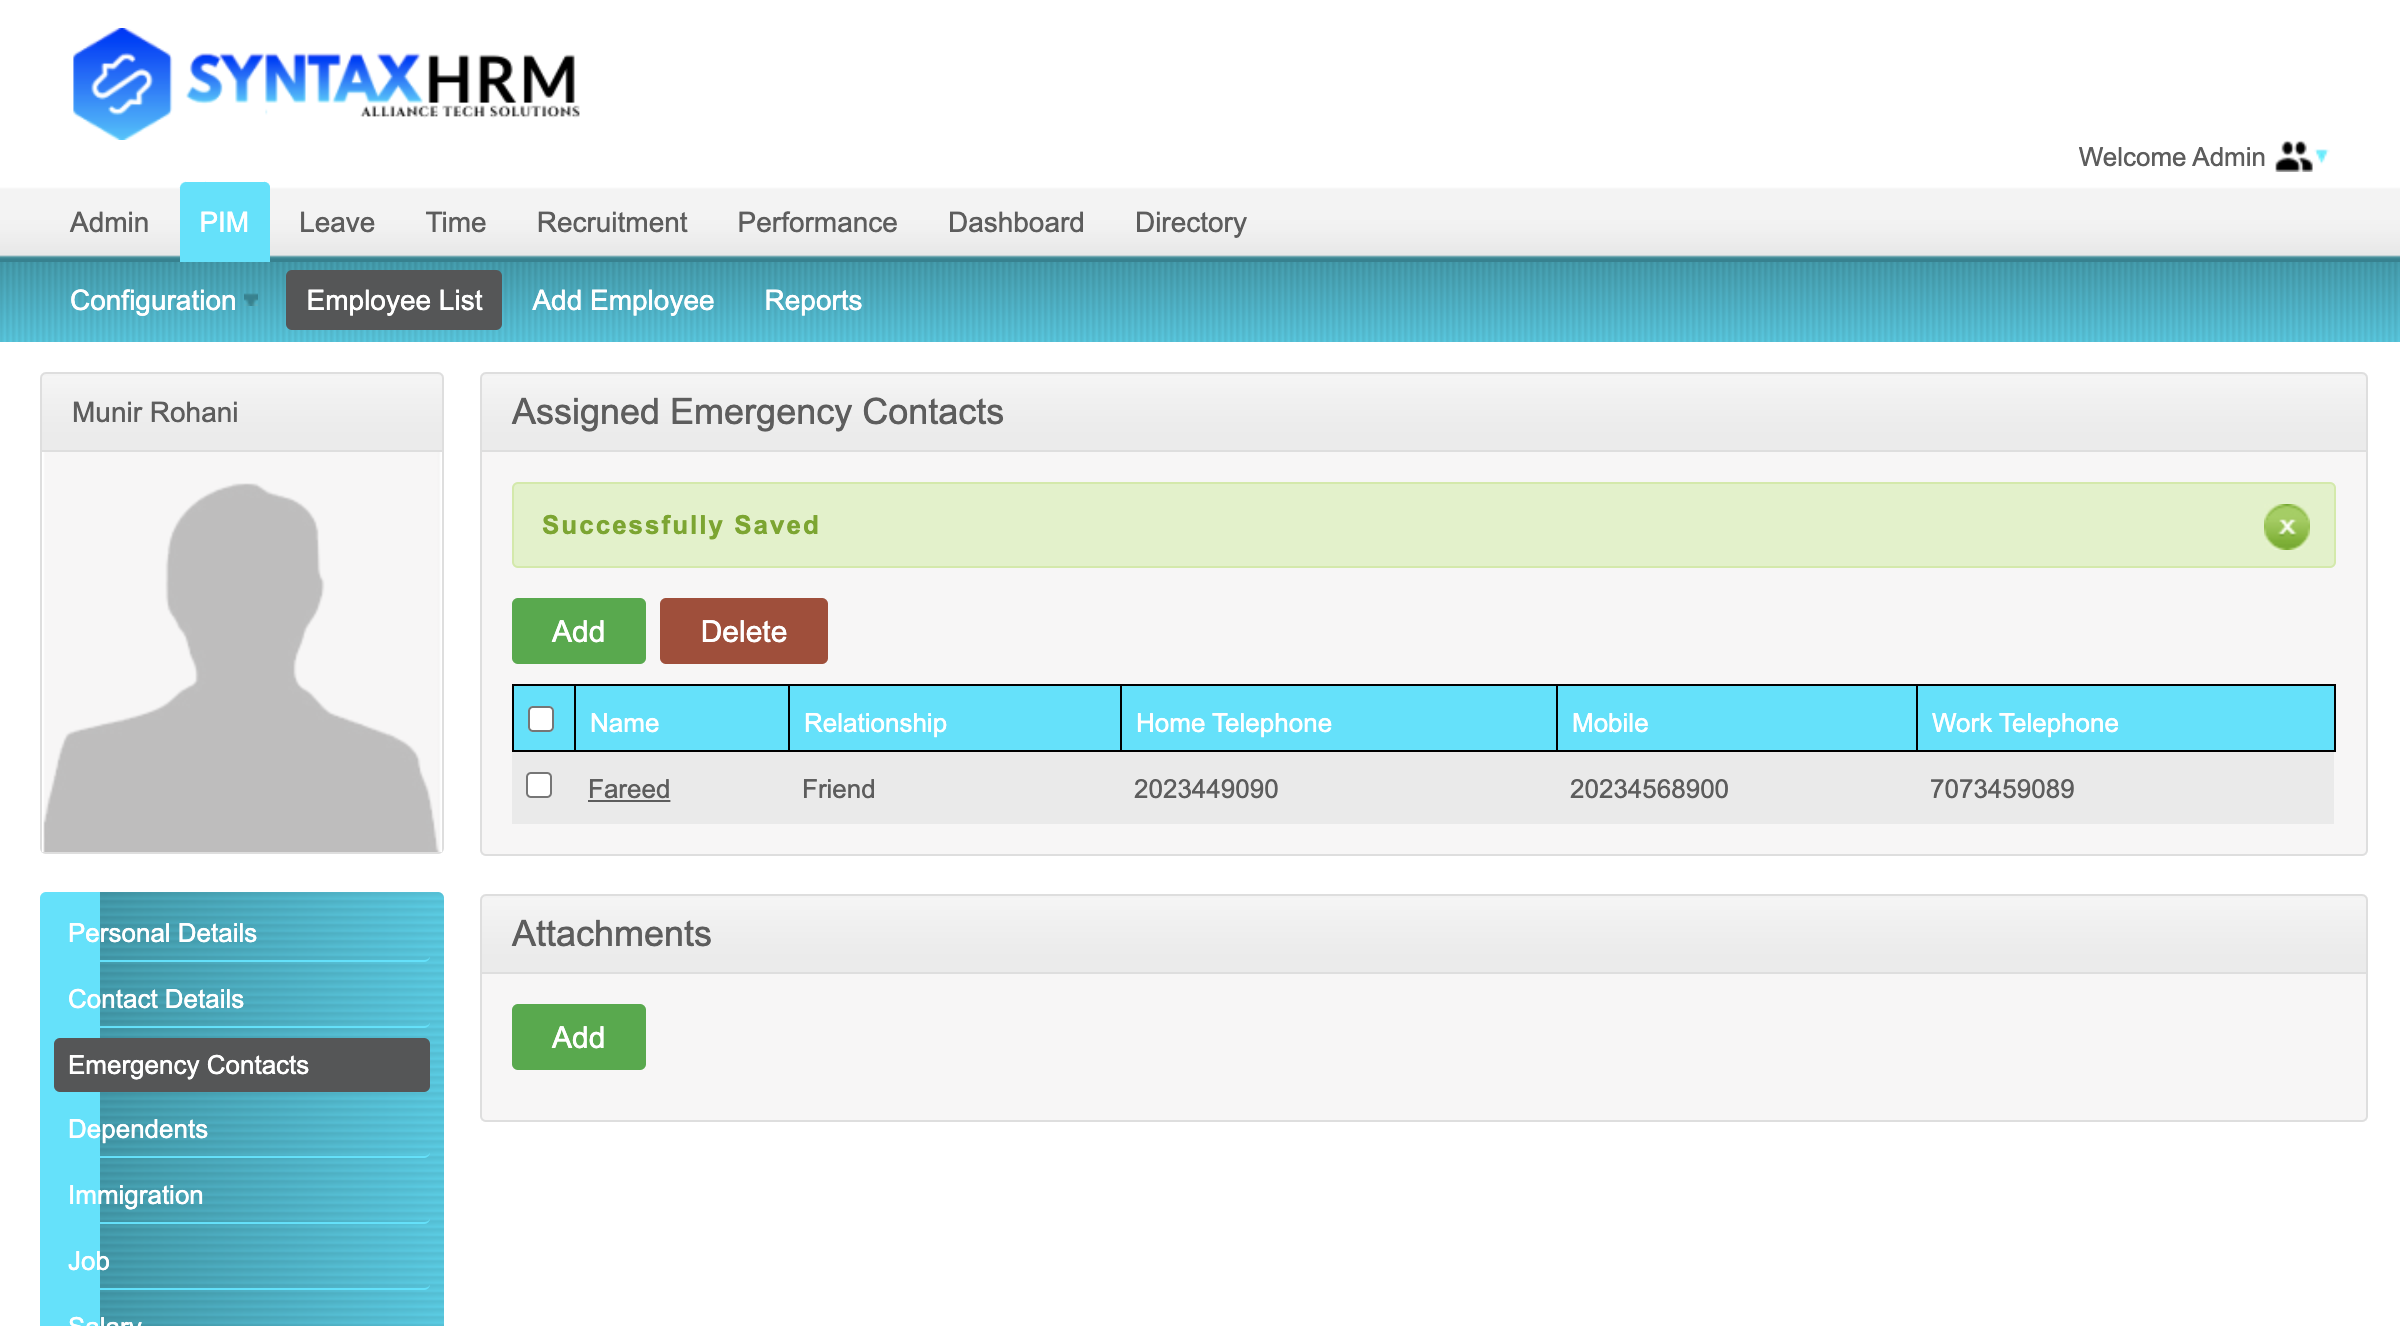 SYNTAXHRM
ALLIANCE TECH SOLUTIONS
Welcome Admin
Admin PIM Leave Time Recruitment Performance Dashboard Directory
Configuration Employee List Add Employee Reports
Munir Rohani
Assigned Emergency Contacts
Successfully Saved
x
Add Delete
Name Relationship Home Telephone Mobile Work Telephone
Fareed Friend 2023449090 20234568900 7073459089
Personal Details
Contact Details
Emergency Contacts
Dependents
Immigration
Job
Salary
Attachments
Add